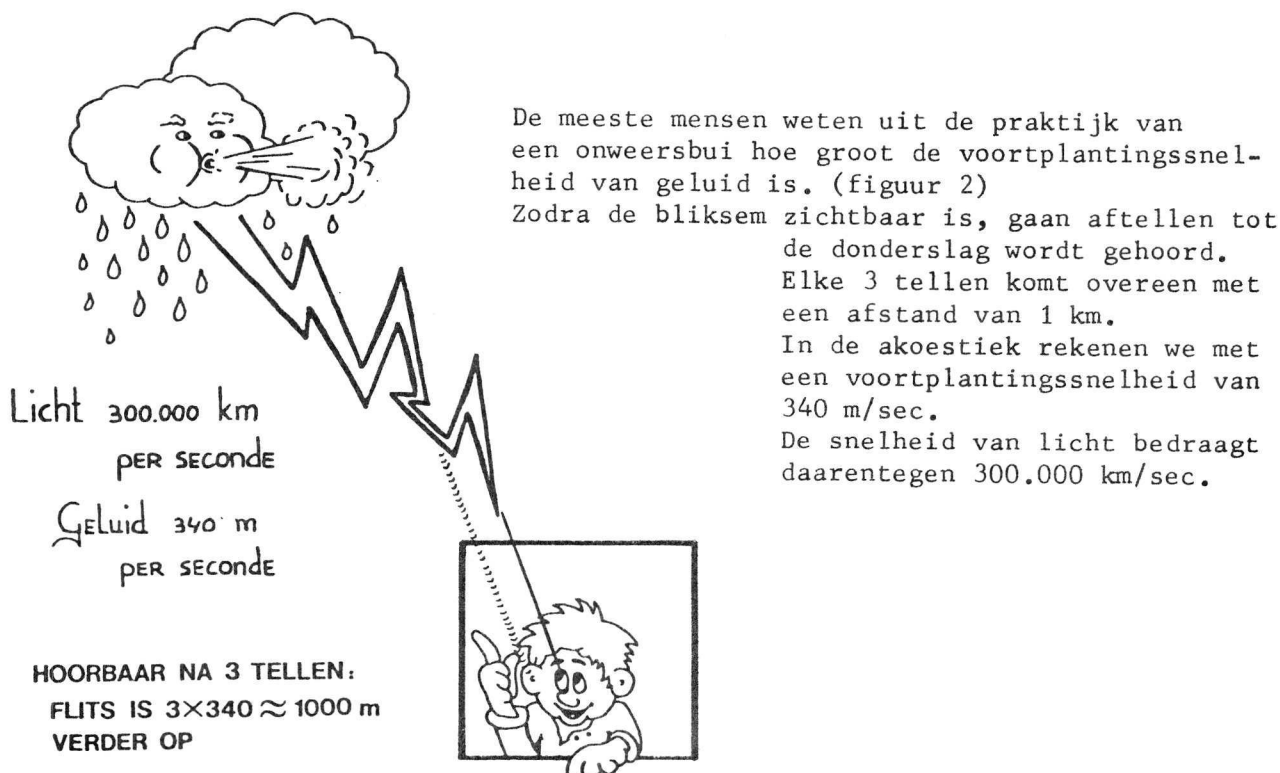 De meeste mensen weten uit de praktijk van
een onweersbui hoe groot de voortplantingssnel-
heid van geluid is. (figuur 2)
Zodra de bliksem zichtbaar is, gaan aftellen tot
de donderslag wordt gehoord.
Elke 3 tellen komt overeen met
een afstand van 1 km.
In de akoestiek rekenen we met
een voortplantingssnelheid van
340 m/sec.
De snelheid van licht bedraagt
daarentegen 300.000 km/sec.
Licht 300.000 km
PER SECONdE
GELuid 340 m
PER SECONdE
HOORBAAR NA 3 TELLEN:
FLITS IS 3×340 ≈ 1000 m
VERDER OP